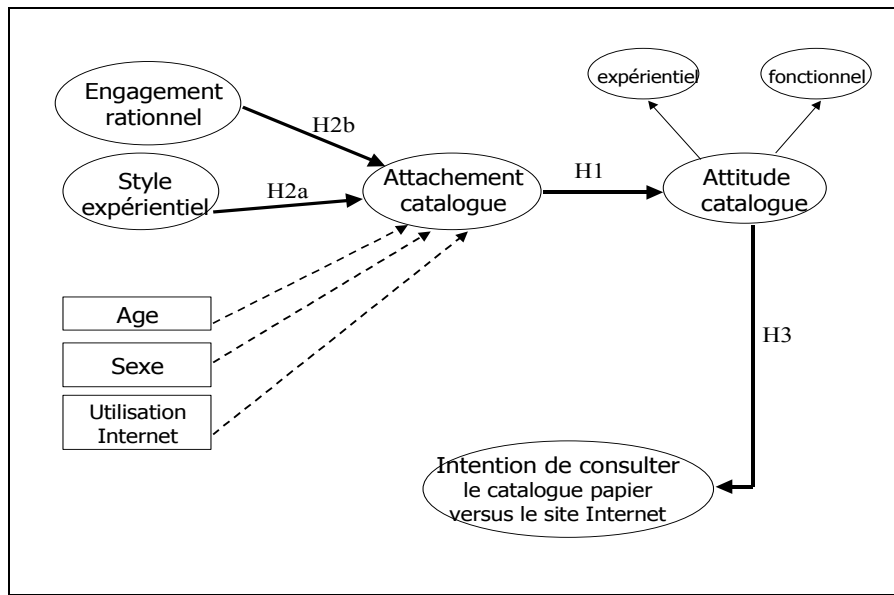 expérientiel
fonctionnel
Engagement
rationnel
H2b
Style
expérientiel
H2a
Attachement
catalogue
H1
Attitude
catalogue
Age
Sexe
Utilisation
Internet
H3
Intention de consulter
le catalogue papier
versus le site Internet